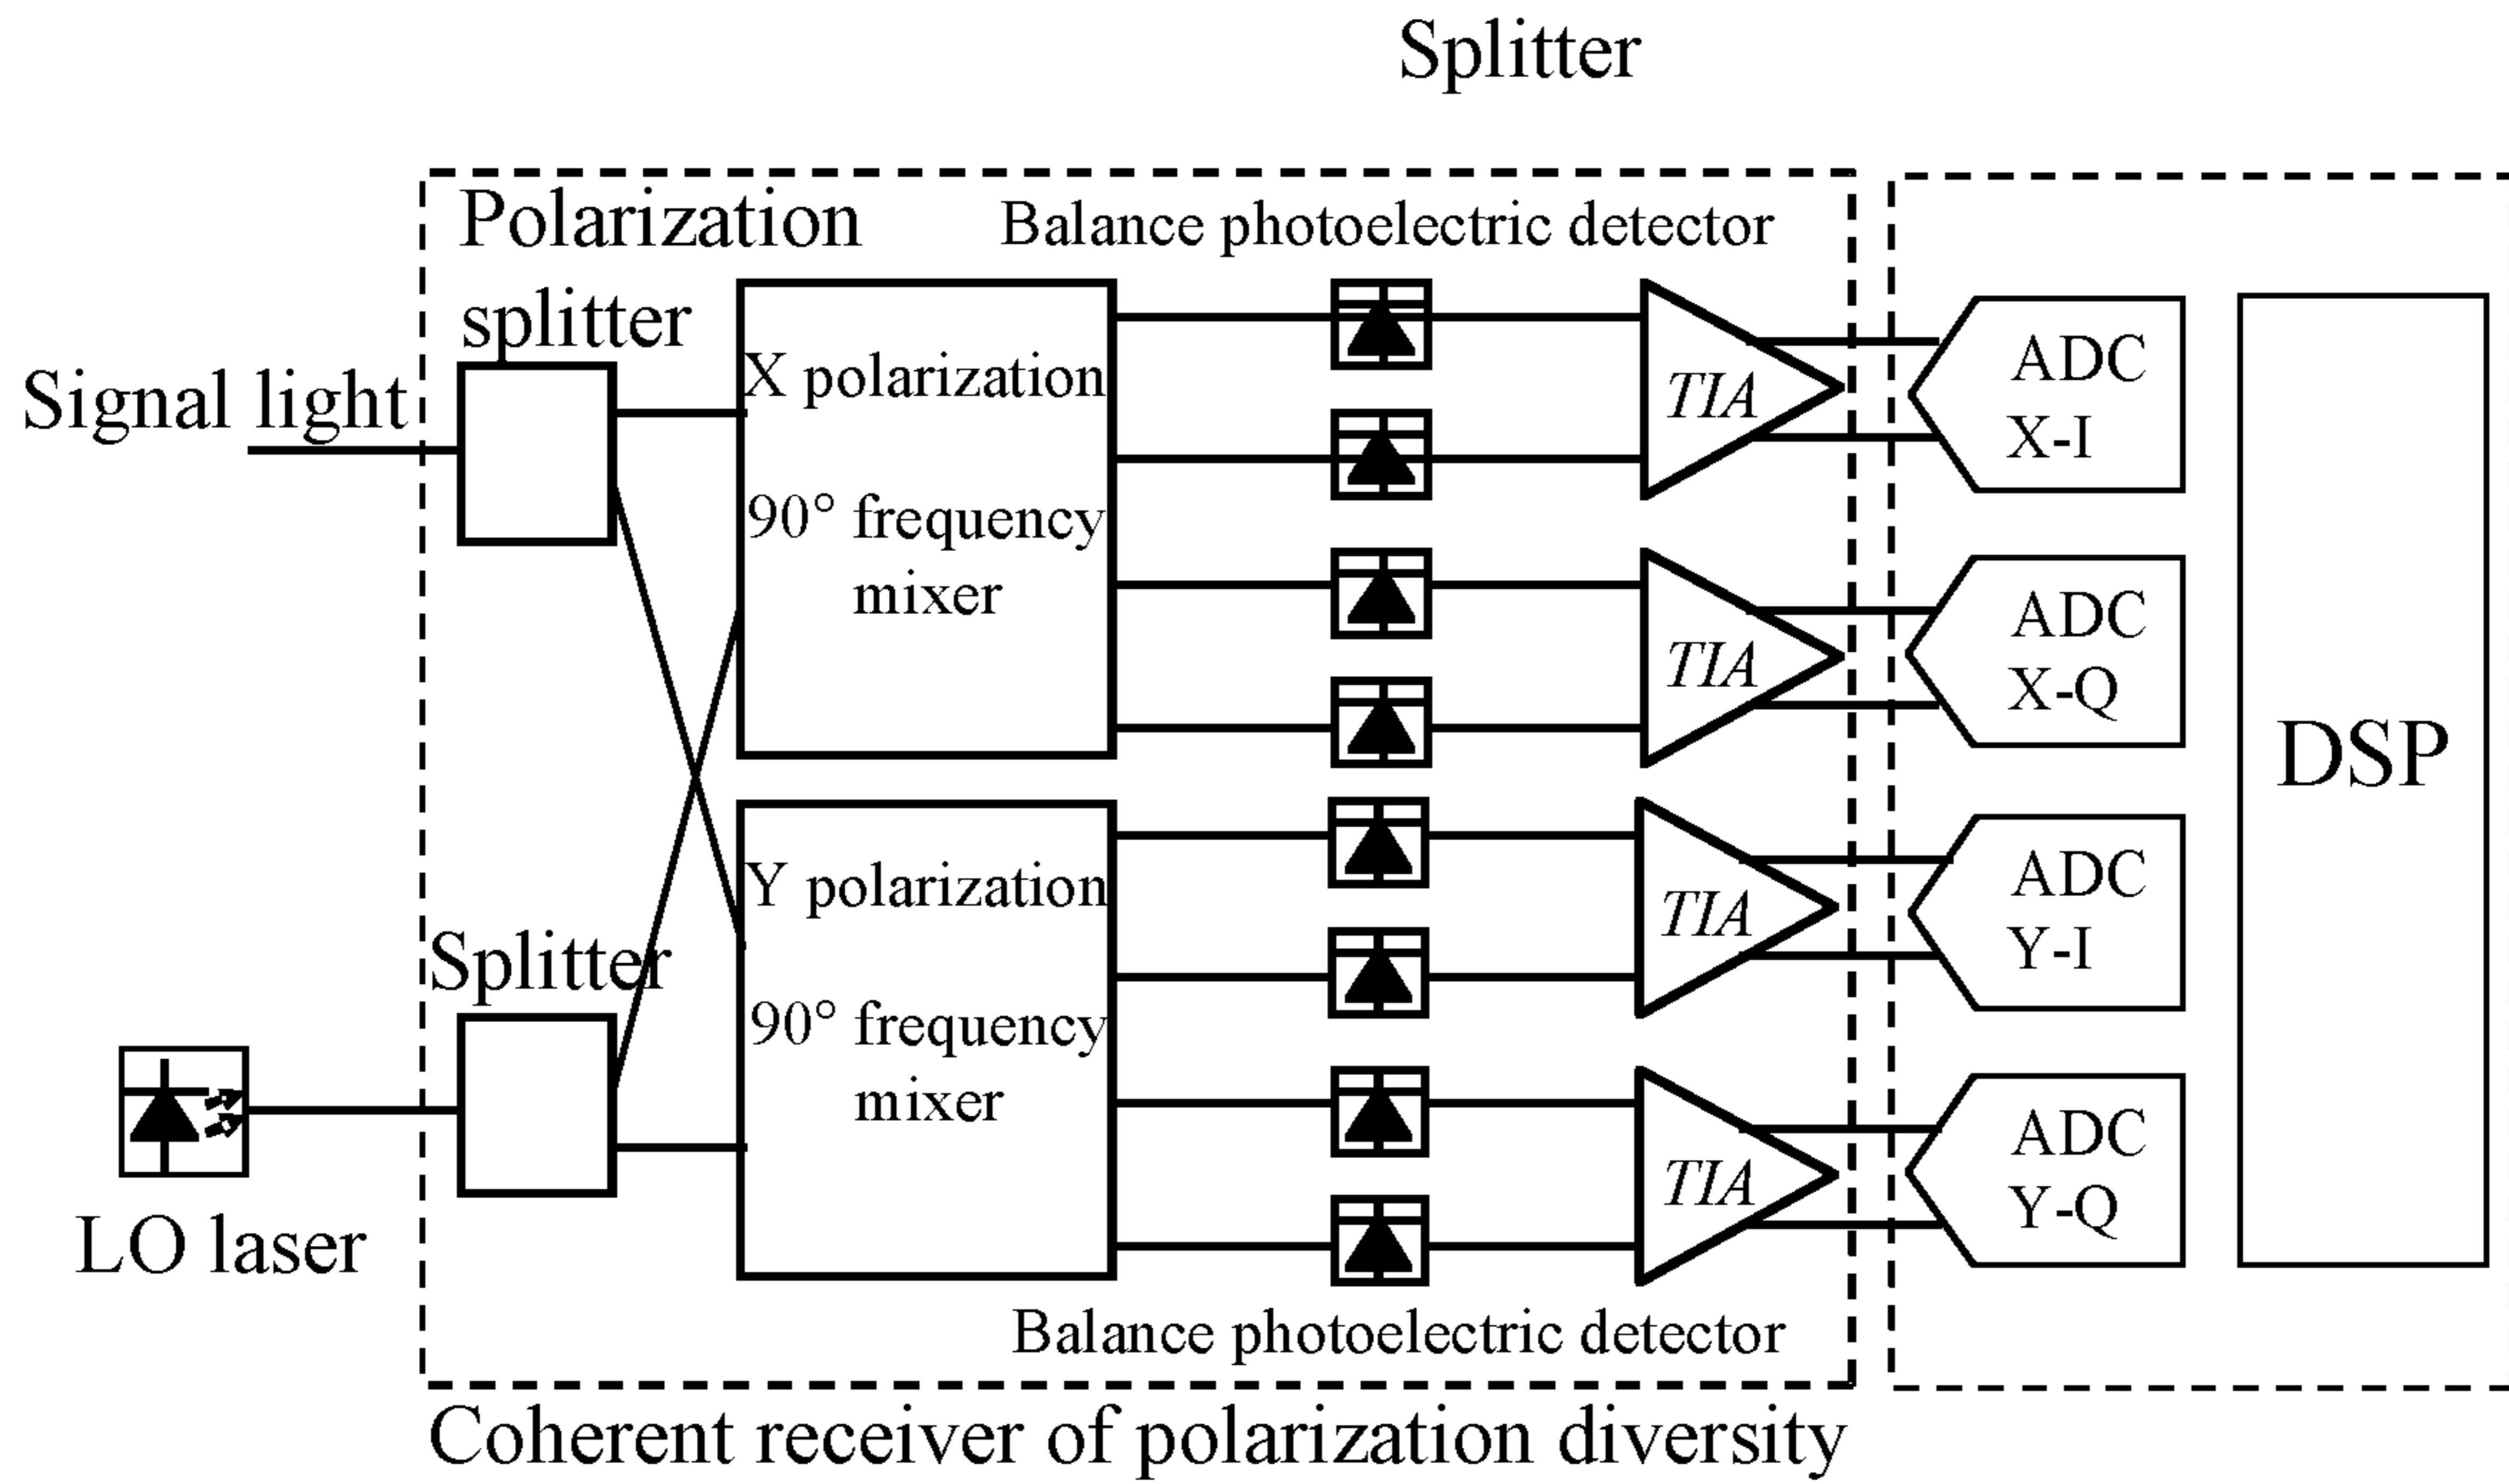 Splitter
Polarization
splitter
Balance photoelectric detector
Signal light
X polarization
90° frequency
mixer
TIA
ADC
X-I
TIA
ADC
X-Q
DSP
Y polarization
90° frequency
mixer
TIA
ADC
Y-I
Splitter
LO laser
TIA
ADC
Y-Q
Balance photoelectric detector
Coherent receiver of polarization diversity